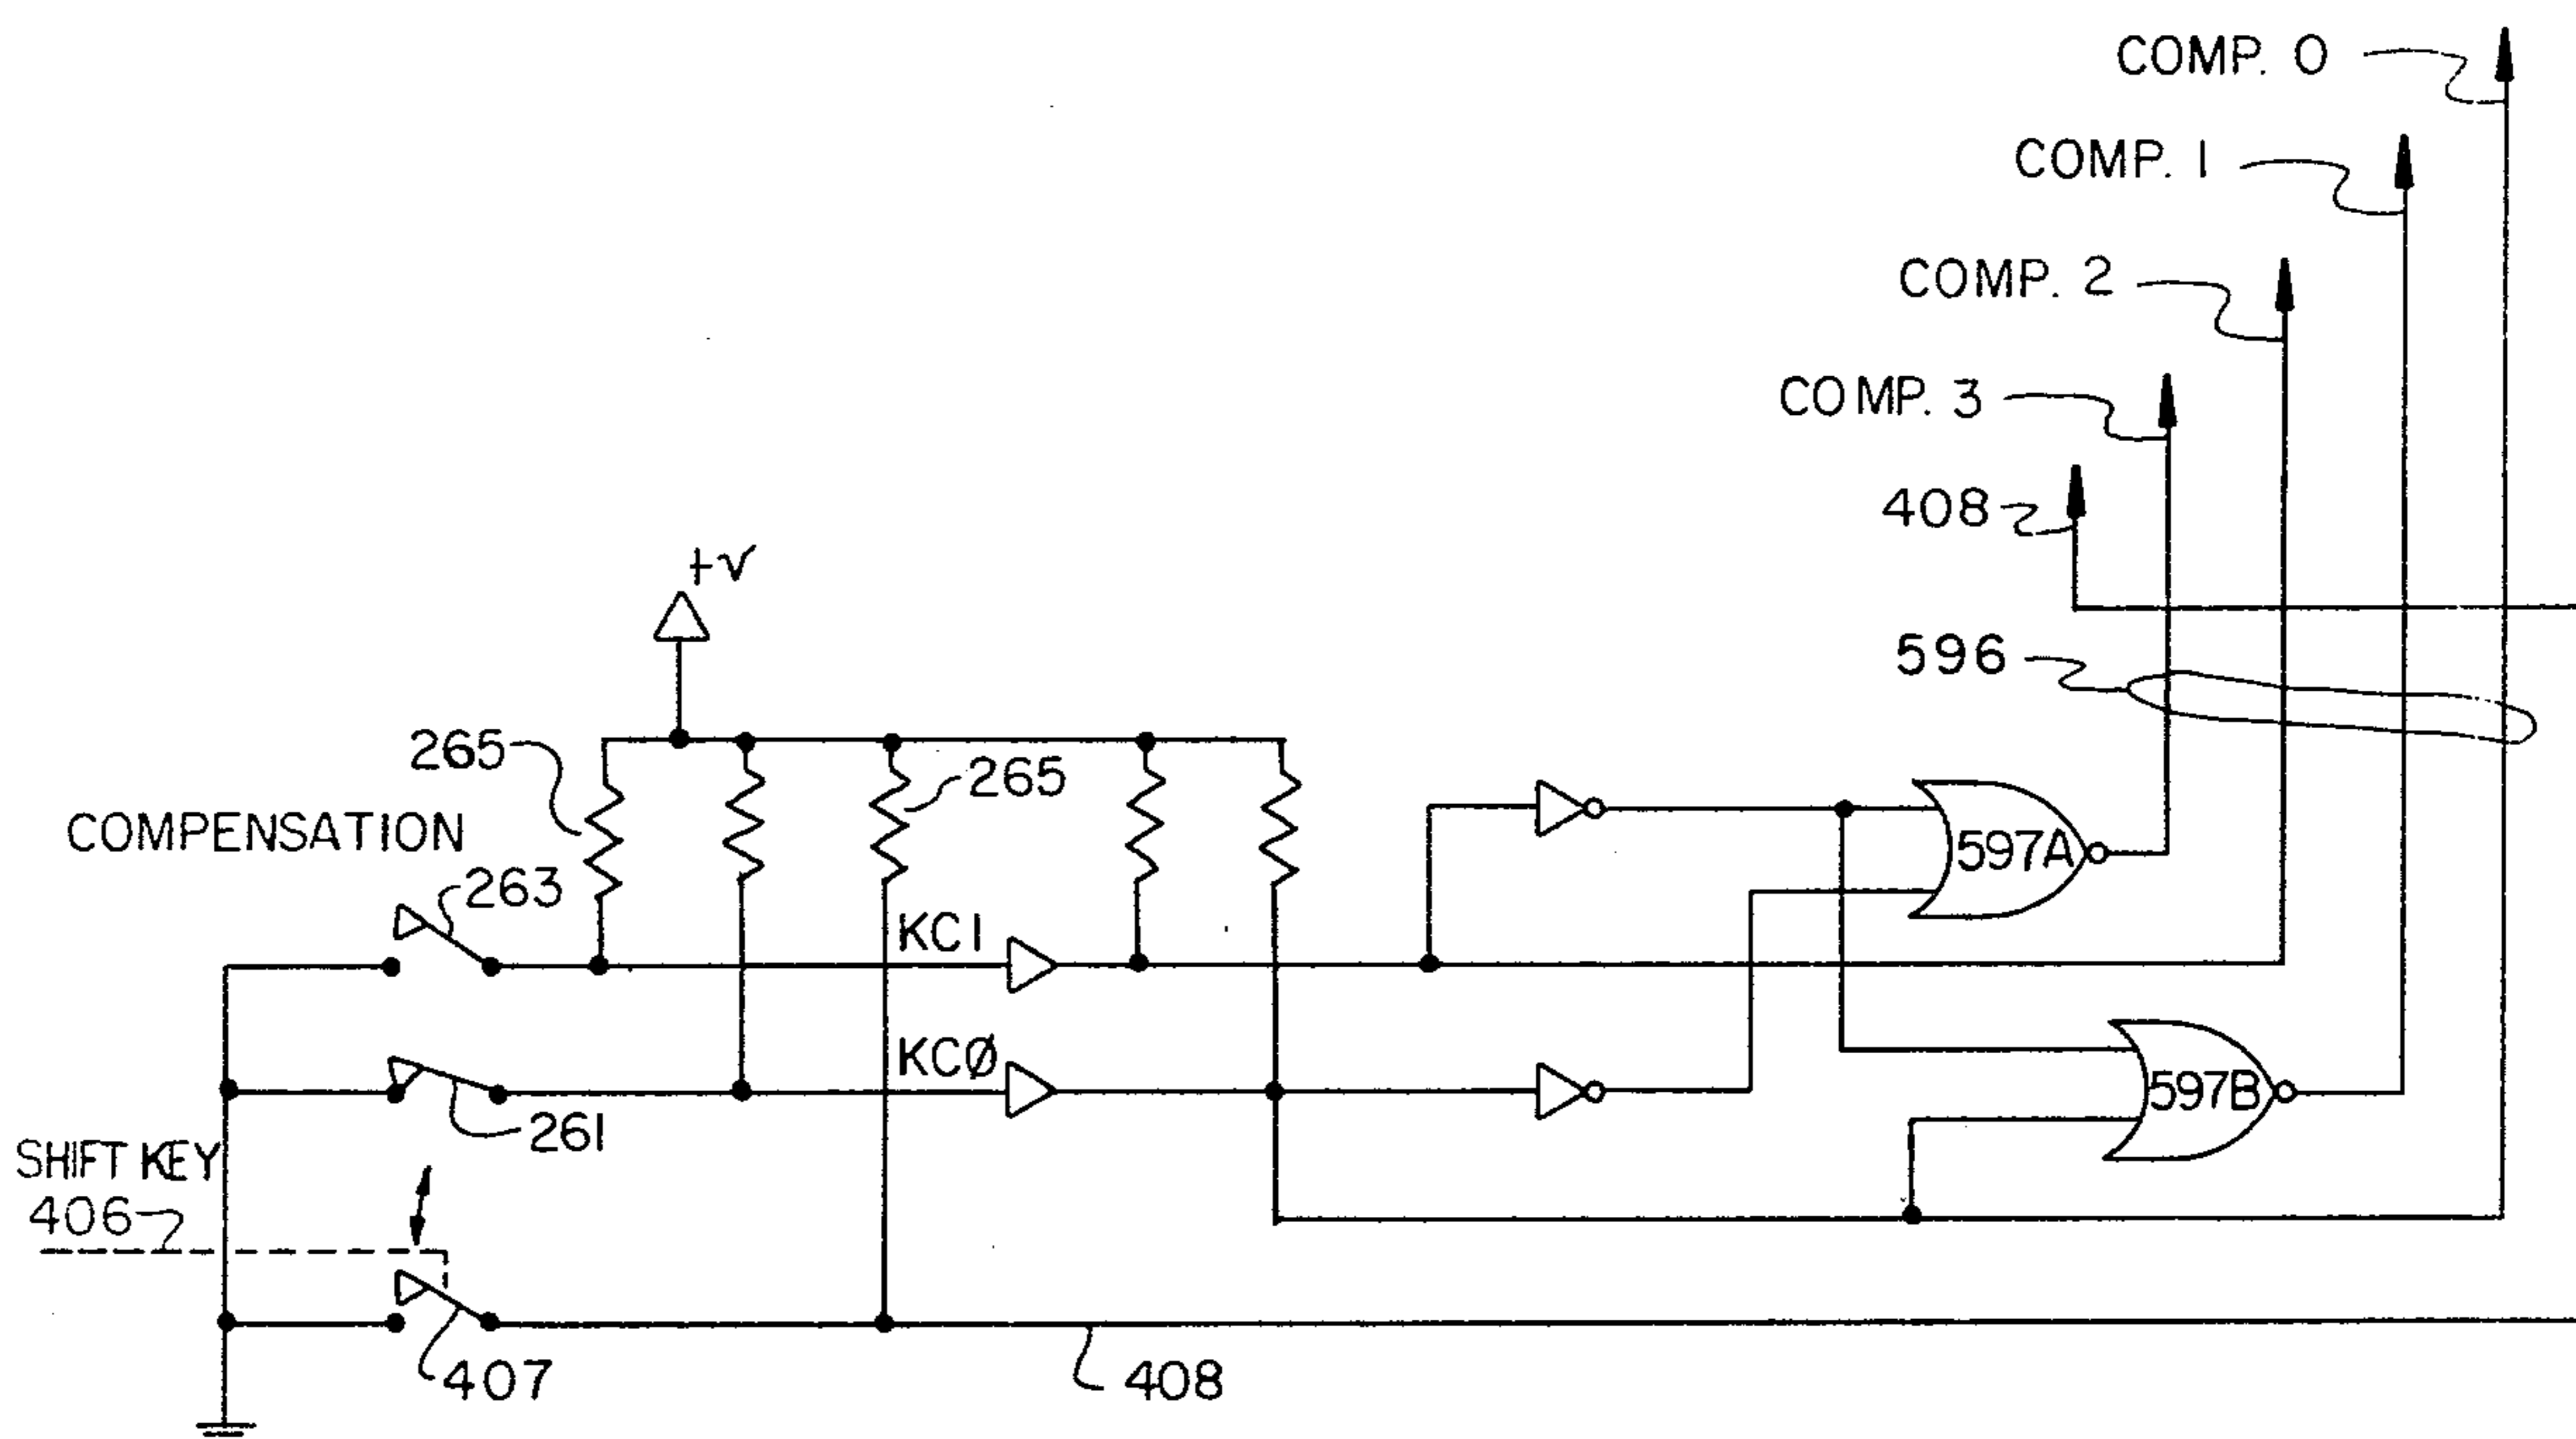 COMP. 0
COMP. 1
COMP. 2
COMP. 3
408
+V
596
265
265
COMPENSATION
263
597A
KC1
KCØ
597B
261
SHIFT KEY
406
407
408